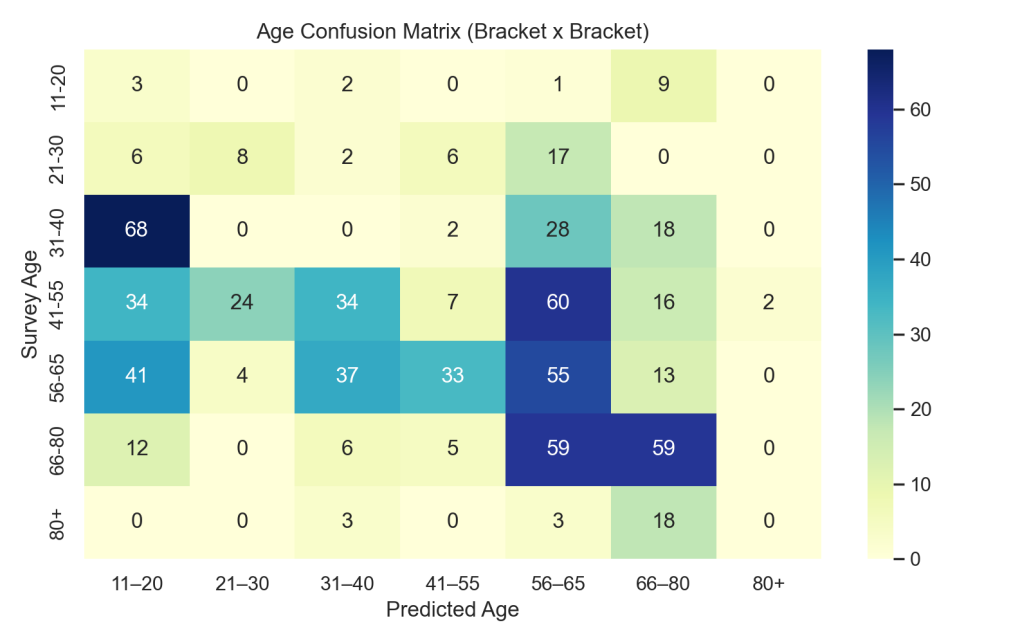 Age Confusion Matrix (Bracket x Bracket)
Survey Age
11-20 3 0 2 0 1 9 0
21-30 6 8 2 6 17 0 0
31-40 68 0 0 2 28 18 0
41-55 34 24 34 7 60 16 2
56-65 41 4 37 33 55 13 0
66-80 12 0 6 5 59 59 0
80+ 0 0 3 0 3 18 0
11–20 21–30 31–40 41–55 56–65 66–80 80+
Predicted Age
60
50
40
30
20
10
0